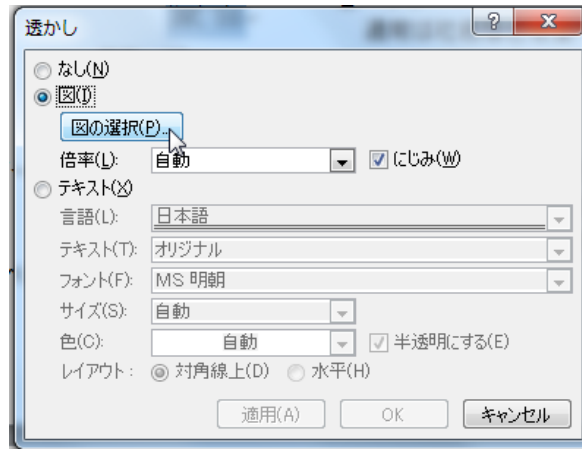 透かし
なし(N)
図(I)
図の選択(P)...
倍率(L): 自動 にじみ(W)
テキスト(X)
言語(L): 日本語
テキスト(T): オリジナル
フォント(F): MS 明朝
サイズ(S): 自動
色(C): 自動 半透明にする(E)
レイアウト: 対角線上(D) 水平(H)
適用(A) OK キャンセル